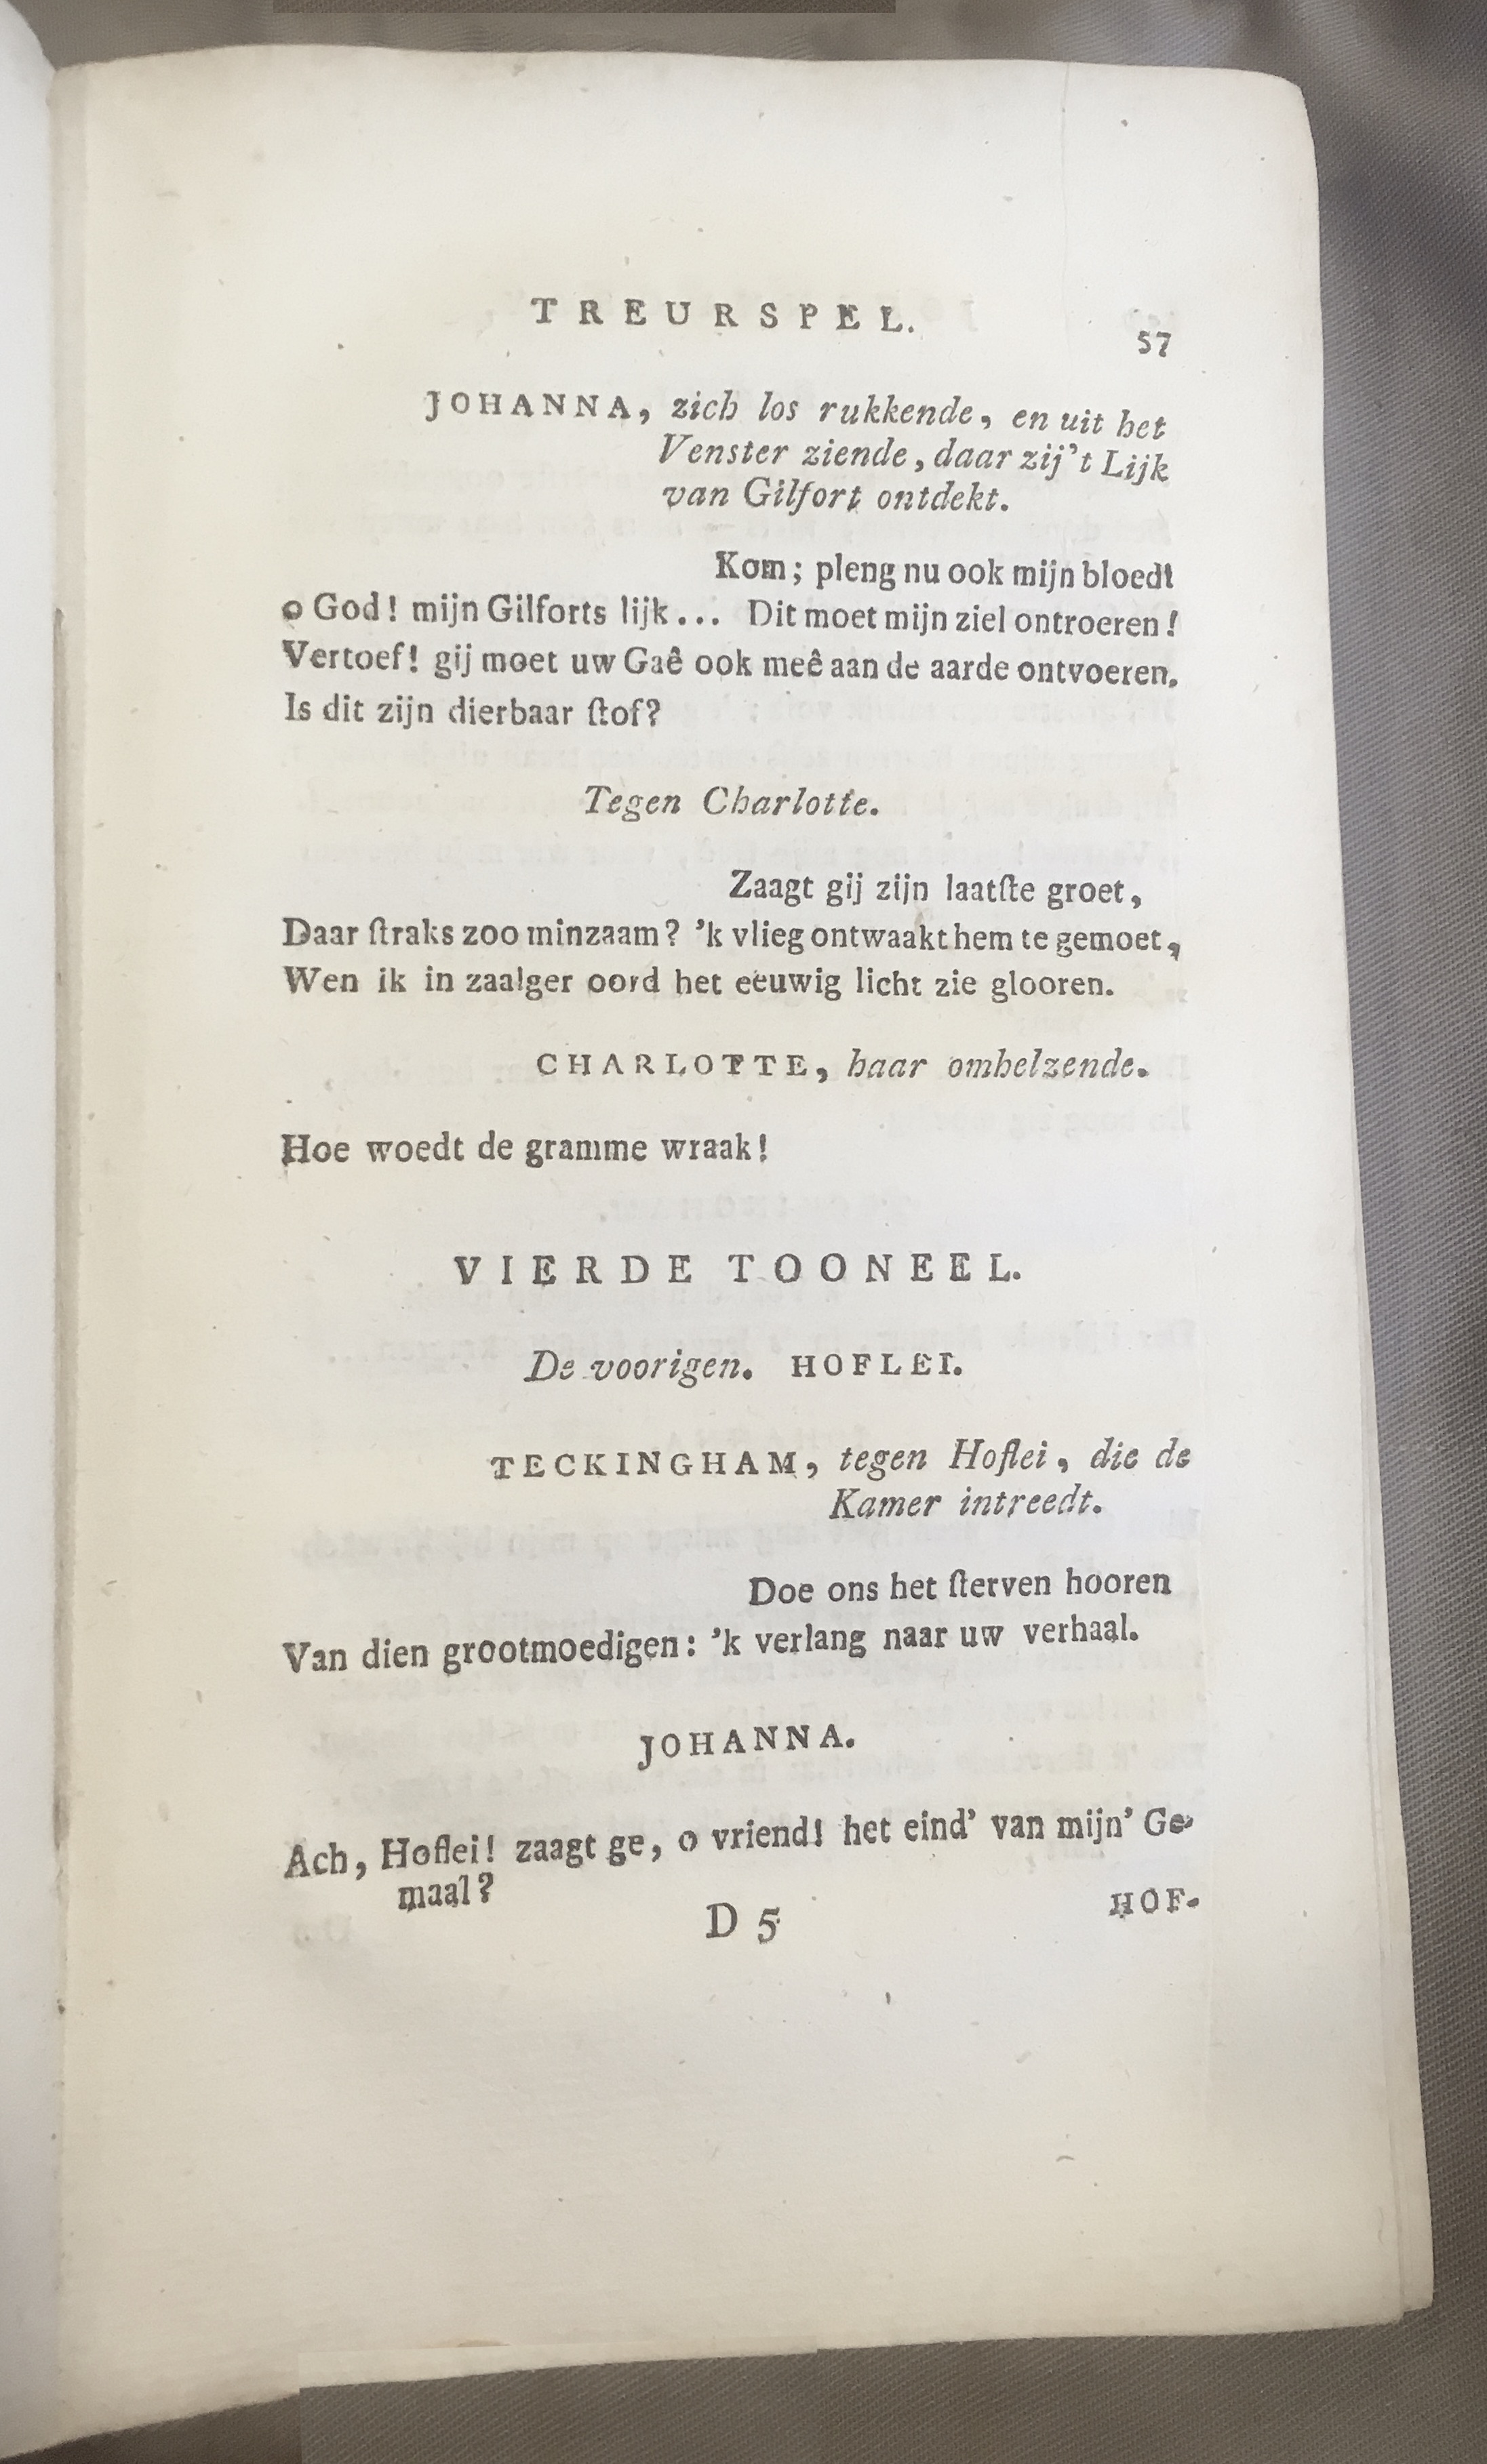 TREURSPEL.
57
JOHANNA, zich los rukkende, en uit het
Venster ziende, daar zij 't Lijk
van Gilfort ontdekt.
Kom; pleng nu ook mijn bloed!
o God! mijn Gilforts lijk... Dit moet mijn ziel ontroeren!
Vertoef! gij moet uw Gaê ook meê aan de aarde ontvoeren.
Is dit zijn dierbaar ſtof?
Tegen Charlotte.
Zaagt gij zijn laatſte groet,
Daar ſtraks zoo minzaam? 'k vlieg ontwaakt hem te gemoet,
Wen ik in zaalger oord het eeuwig licht zie glooren.
CHARLOTTE, haar omhelzende.
Hoe woedt de gramme wraak!
VIERDE TOONEEL.
De voorigen. HOFLEI.
TECKINGHAM, tegen Hoflei, die de
Kamer intreedt.
Doe ons het ſterven hooren
Van dien grootmoedigen: 'k verlang naar uw verhaal.
JOHANNA.
Ach, Hoflei! zaagt ge, o vriend! het eind' van mijn' Ge-
maal?
D 5
HOF-